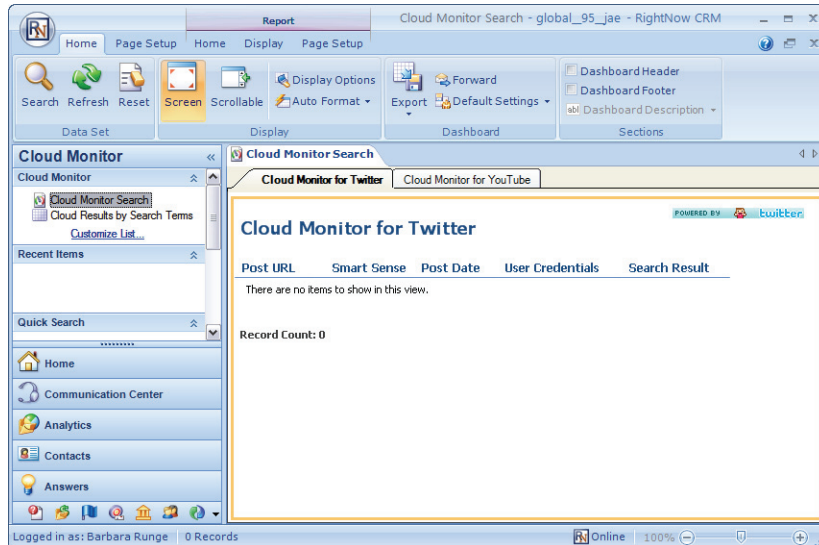 Report
Cloud Monitor Search - global_95_jae - RightNow CRM
RN
Home Page Setup Home Display Page Setup
Search Refresh Reset Screen Scrollable Display Options Auto Format Export Forward Default Settings Dashboard Header Dashboard Footer abl Dashboard Description
Data Set Display Dashboard Sections
Cloud Monitor «
Cloud Monitor
Cloud Monitor Search
Cloud Results by Search Terms
Customize List...
Recent Items
Quick Search
Home
Communication Center
Analytics
Contacts
Answers
Cloud Monitor Search
Cloud Monitor for Twitter Cloud Monitor for YouTube
POWERED BY twitter
Cloud Monitor for Twitter
Post URL Smart Sense Post Date User Credentials Search Result
There are no items to show in this view.
Record Count: 0
Logged in as: Barbara Runge 0 Records RN Online 100%